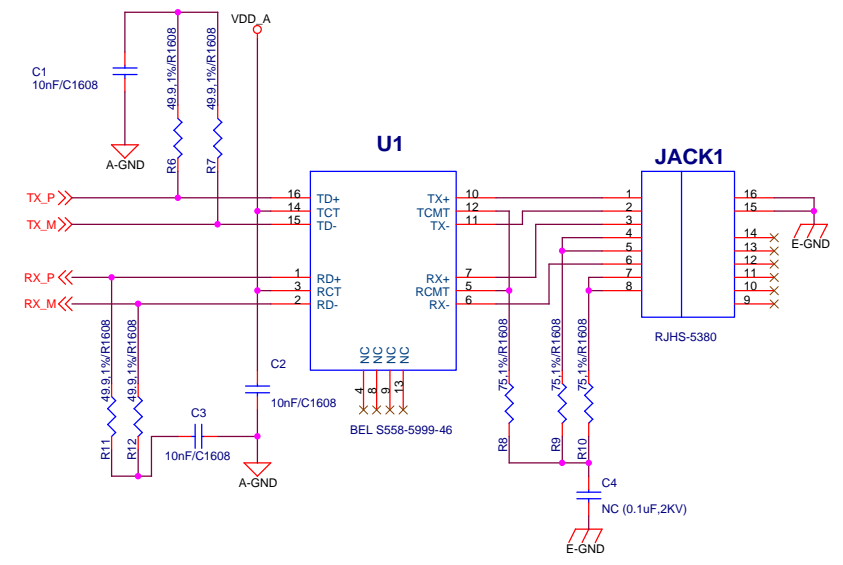 VDD_A
C1
10nF/C1608
49.9,1%/R1608
49.9,1%/R1608
R6
R7
A-GND
U1
JACK1
TX_P
16
TD+
TX+
10
1
16
14
TCT
TCMT
12
2
15
TX_M
15
TD-
TX-
11
3
E-GND
4
14
5
13
6
12
RX_P
1
RD+
RX+
7
7
11
3
RCT
RCMT
5
8
10
RX_M
2
RD-
RX-
6
9
RJHS-5380
NC
NC
NC
NC
4
8
9
13
BEL S558-5999-46
49.9,1%/R1608
49.9,1%/R1608
R11
R12
C2
10nF/C1608
C3
10nF/C1608
A-GND
75,1%/R1608
75,1%/R1608
75,1%/R1608
R8
R9
R10
C4
NC (0.1uF,2KV)
E-GND